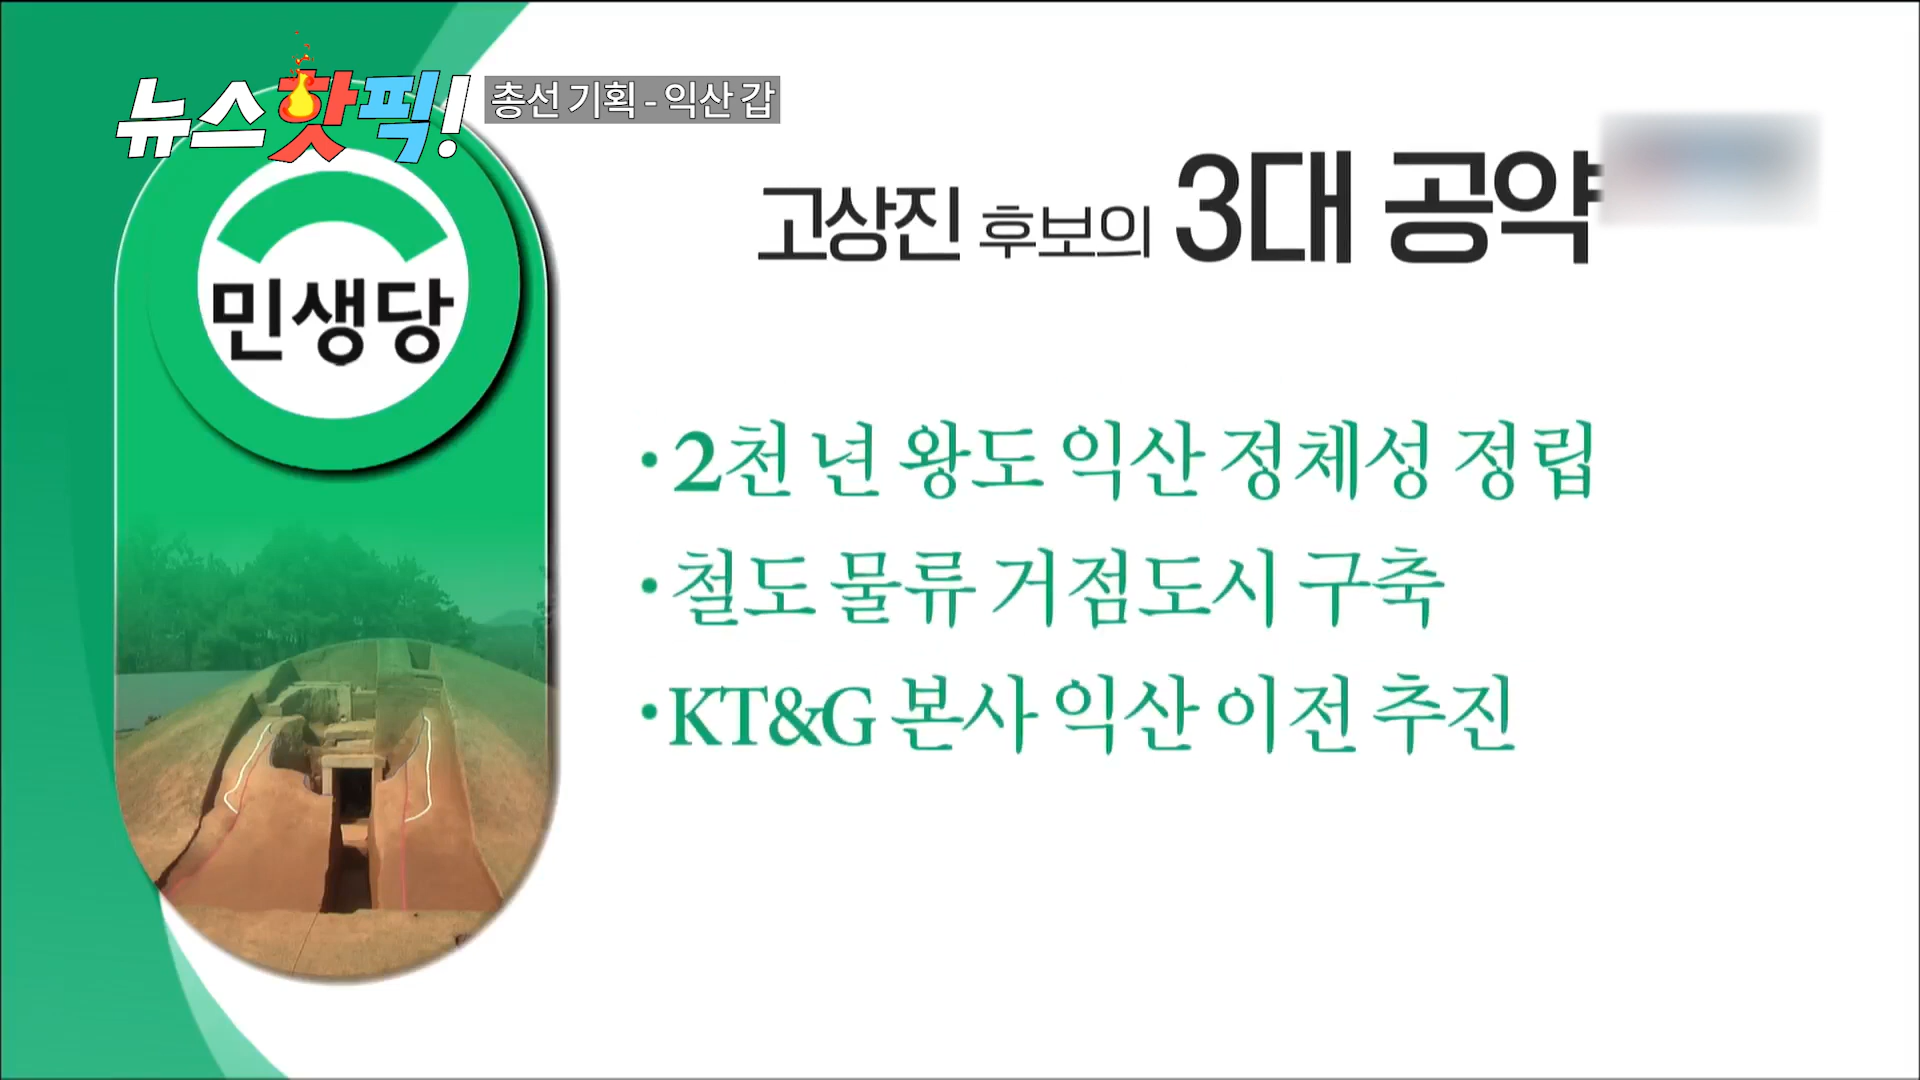 뉴스핫픽!
총선 기획 - 익산 갑
고상진 후보의 3대 공약
민생당
• 2천 년 왕도 익산 정체성 정립
• 철도 물류 거점도시 구축
• KT&G 본사 익산 이전 추진